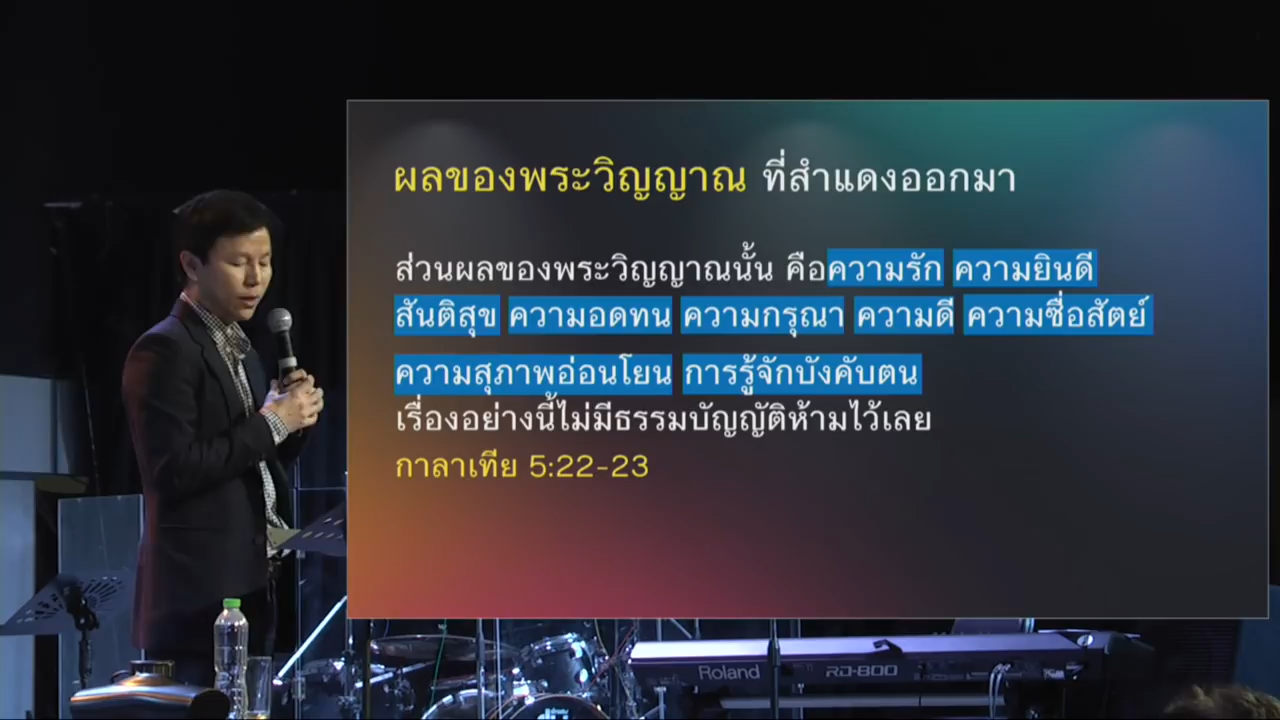 ผลของพระวิญญาณ ที่สำแดงออกมา
ส่วนผลของพระวิญญาณนั้น คือความรัก ความยินดี
สันติสุข ความอดทน ความกรุณา ความดี ความซื่อสัตย์
ความสุภาพอ่อนโยน การรู้จักบังคับตน
เรื่องอย่างนี้ไม่มีธรรมบัญญัติห้ามไว้เลย
กาลาเทีย 5:22-23
Roland RD-800